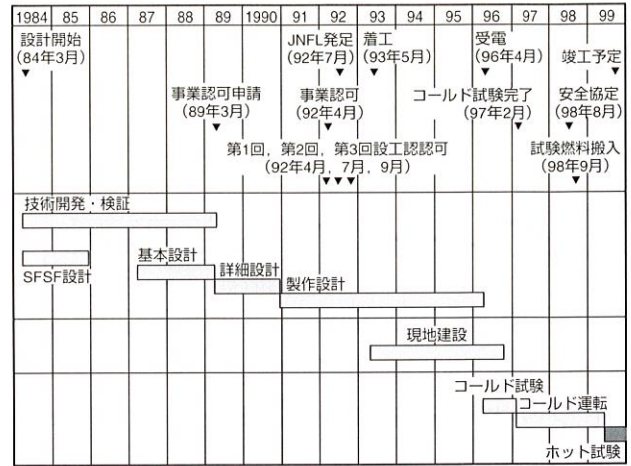 1984 85 86 87 88 89 1990 91 92 93 94 95 96 97 98 99
設計開始
(84年3月)
JNFL発足
(92年7月)
着工
(93年5月)
受電
(96年4月)
竣工予定
事業認可申請
(89年3月)
事業認可
(92年4月)
コールド試験完了
(97年2月)
安全協定
(98年8月)
第1回,第2回,第3回設工認認可
(92年4月,7月,9月)
試験燃料搬入
(98年9月)
技術開発・検証
SFSF設計
基本設計
詳細設計
製作設計
現地建設
コールド試験
コールド運転
ホット試験